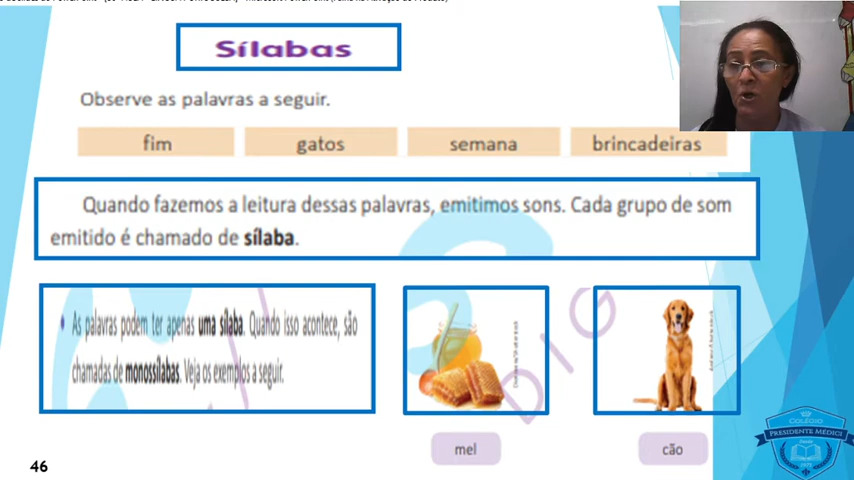 Sílabas
Observe as palavras a seguir.
fim gatos semana brincadeiras
Quando fazemos a leitura dessas palavras, emitimos sons. Cada grupo de som
emitido é chamado de sílaba.
• As palavras podem ter apenas uma sílaba. Quando isso acontece, são
chamadas de monossílabas. Veja os exemplos a seguir.
DIG
mel cão
46
COLÉGIO
PRESIDENTE MÉDICI